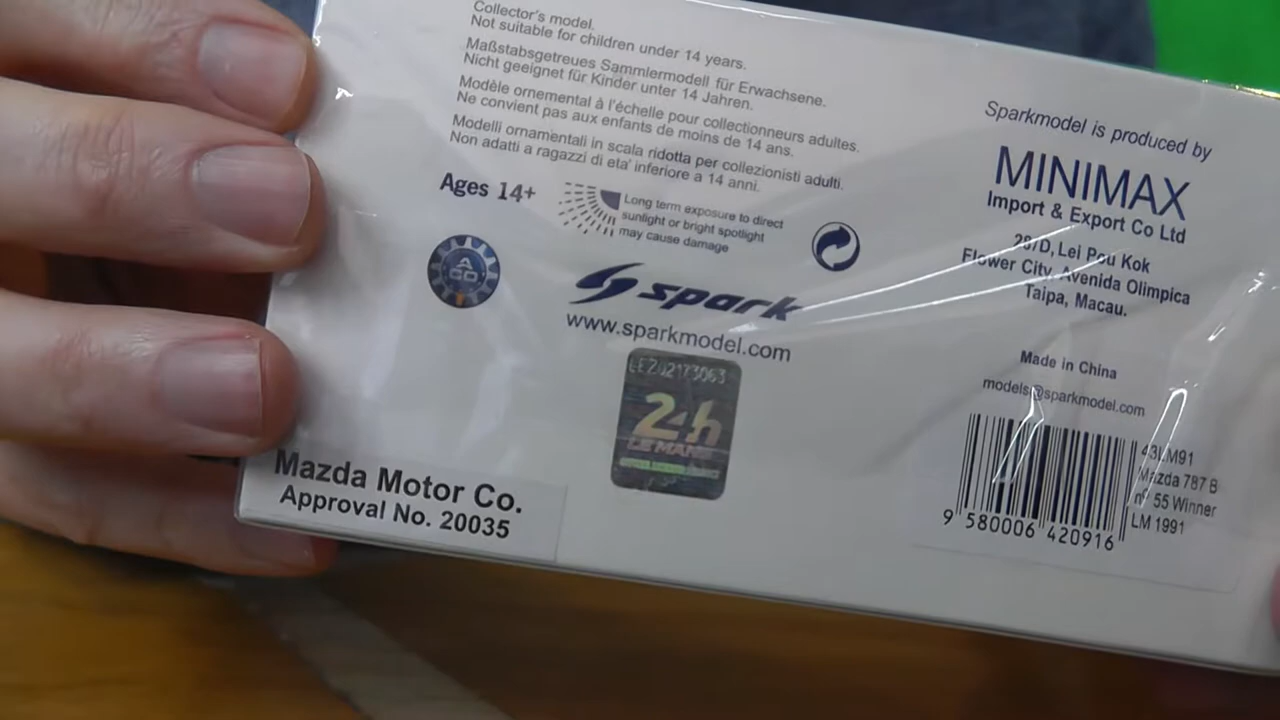 Collector's model.
Not suitable for children under 14 years.
Maßstabsgetreues Sammlermodell für Erwachsene.
Nicht geeignet für Kinder unter 14 Jahren.
Modèle ornemental à l'échelle pour collectionneurs adultes.
Ne convient pas aux enfants de moins de 14 ans.
Modelli ornamentali in scala ridotta per collezionisti adulti.
Non adatti a ragazzi di eta' inferiore a 14 anni.
Ages 14+
Long term exposure to direct
sunlight or bright spotlight
may cause damage
ACO
spark
www.sparkmodel.com
24h
LE MANS
Mazda Motor Co.
Approval No. 20035
Sparkmodel is produced by
MINIMAX
Import & Export Co Ltd
28/D, Lei Pou Kok
Flower City, Avenida Olimpica
Taipa, Macau.
Made in China
models@sparkmodel.com
43LM91
Mazda 787 B
n° 55 Winner
LM 1991
9 580006 420916